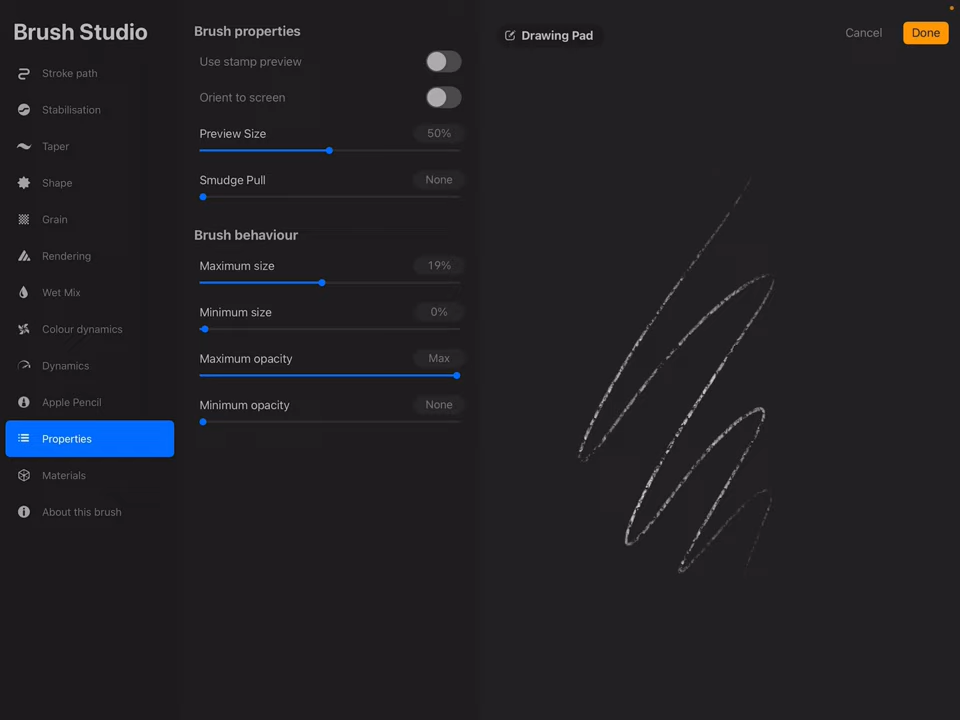 Brush Studio
Stroke path
Stabilisation
Taper
Shape
Grain
Rendering
Wet Mix
Colour dynamics
Dynamics
Apple Pencil
Properties
Materials
About this brush
Brush properties
Use stamp preview
Orient to screen
Preview Size 50%
Smudge Pull None
Brush behaviour
Maximum size 19%
Minimum size 0%
Maximum opacity Max
Minimum opacity None
Drawing Pad
Cancel
Done